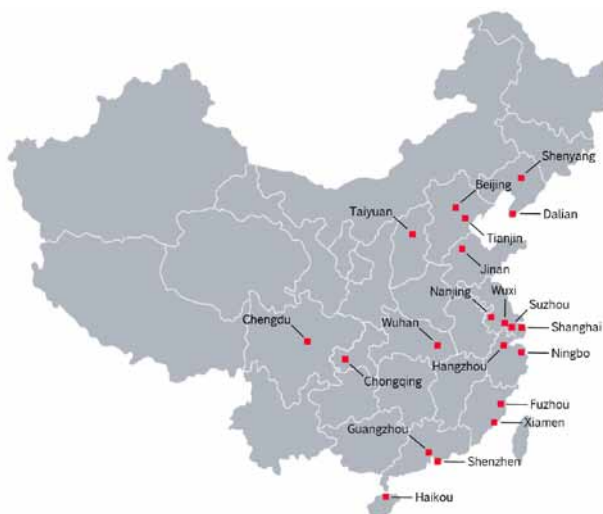 Shenyang
Beijing
Taiyuan
Dalian
Tianjin
Jinan
Wuxi
Nanjing
Suzhou
Chengdu
Wuhan
Shanghai
Ningbo
Hangzhou
Chongqing
Fuzhou
Xiamen
Guangzhou
Shenzhen
Haikou